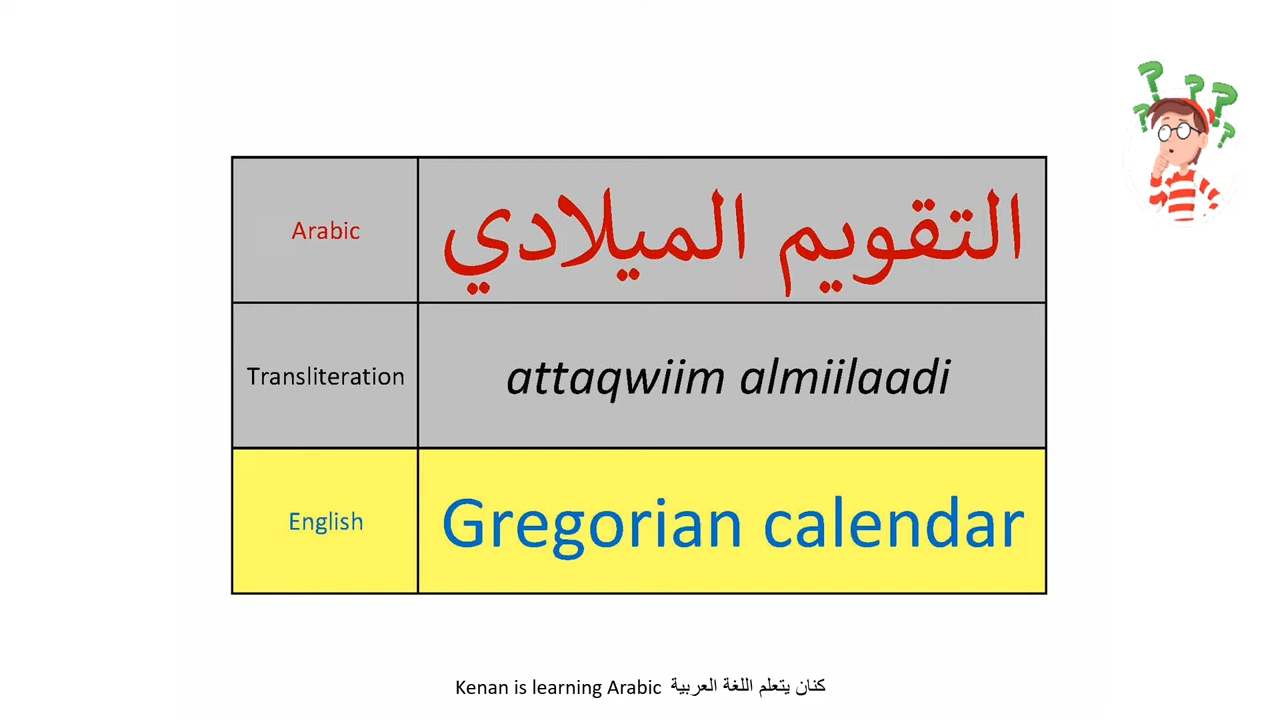 Arabic
التقويم الميلادي
Transliteration
attaqwiim almiilaadi
English
Gregorian calendar
Kenan is learning Arabic كنان يتعلم اللغة العربية